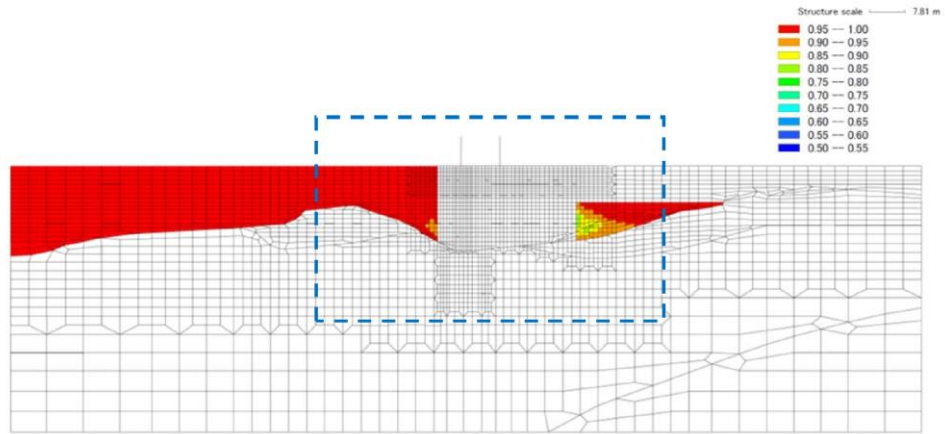 Structure scale 7.81 m
0.95 — 1.00
0.90 — 0.95
0.85 — 0.90
0.80 — 0.85
0.75 — 0.80
0.70 — 0.75
0.65 — 0.70
0.60 — 0.65
0.55 — 0.60
0.50 — 0.55